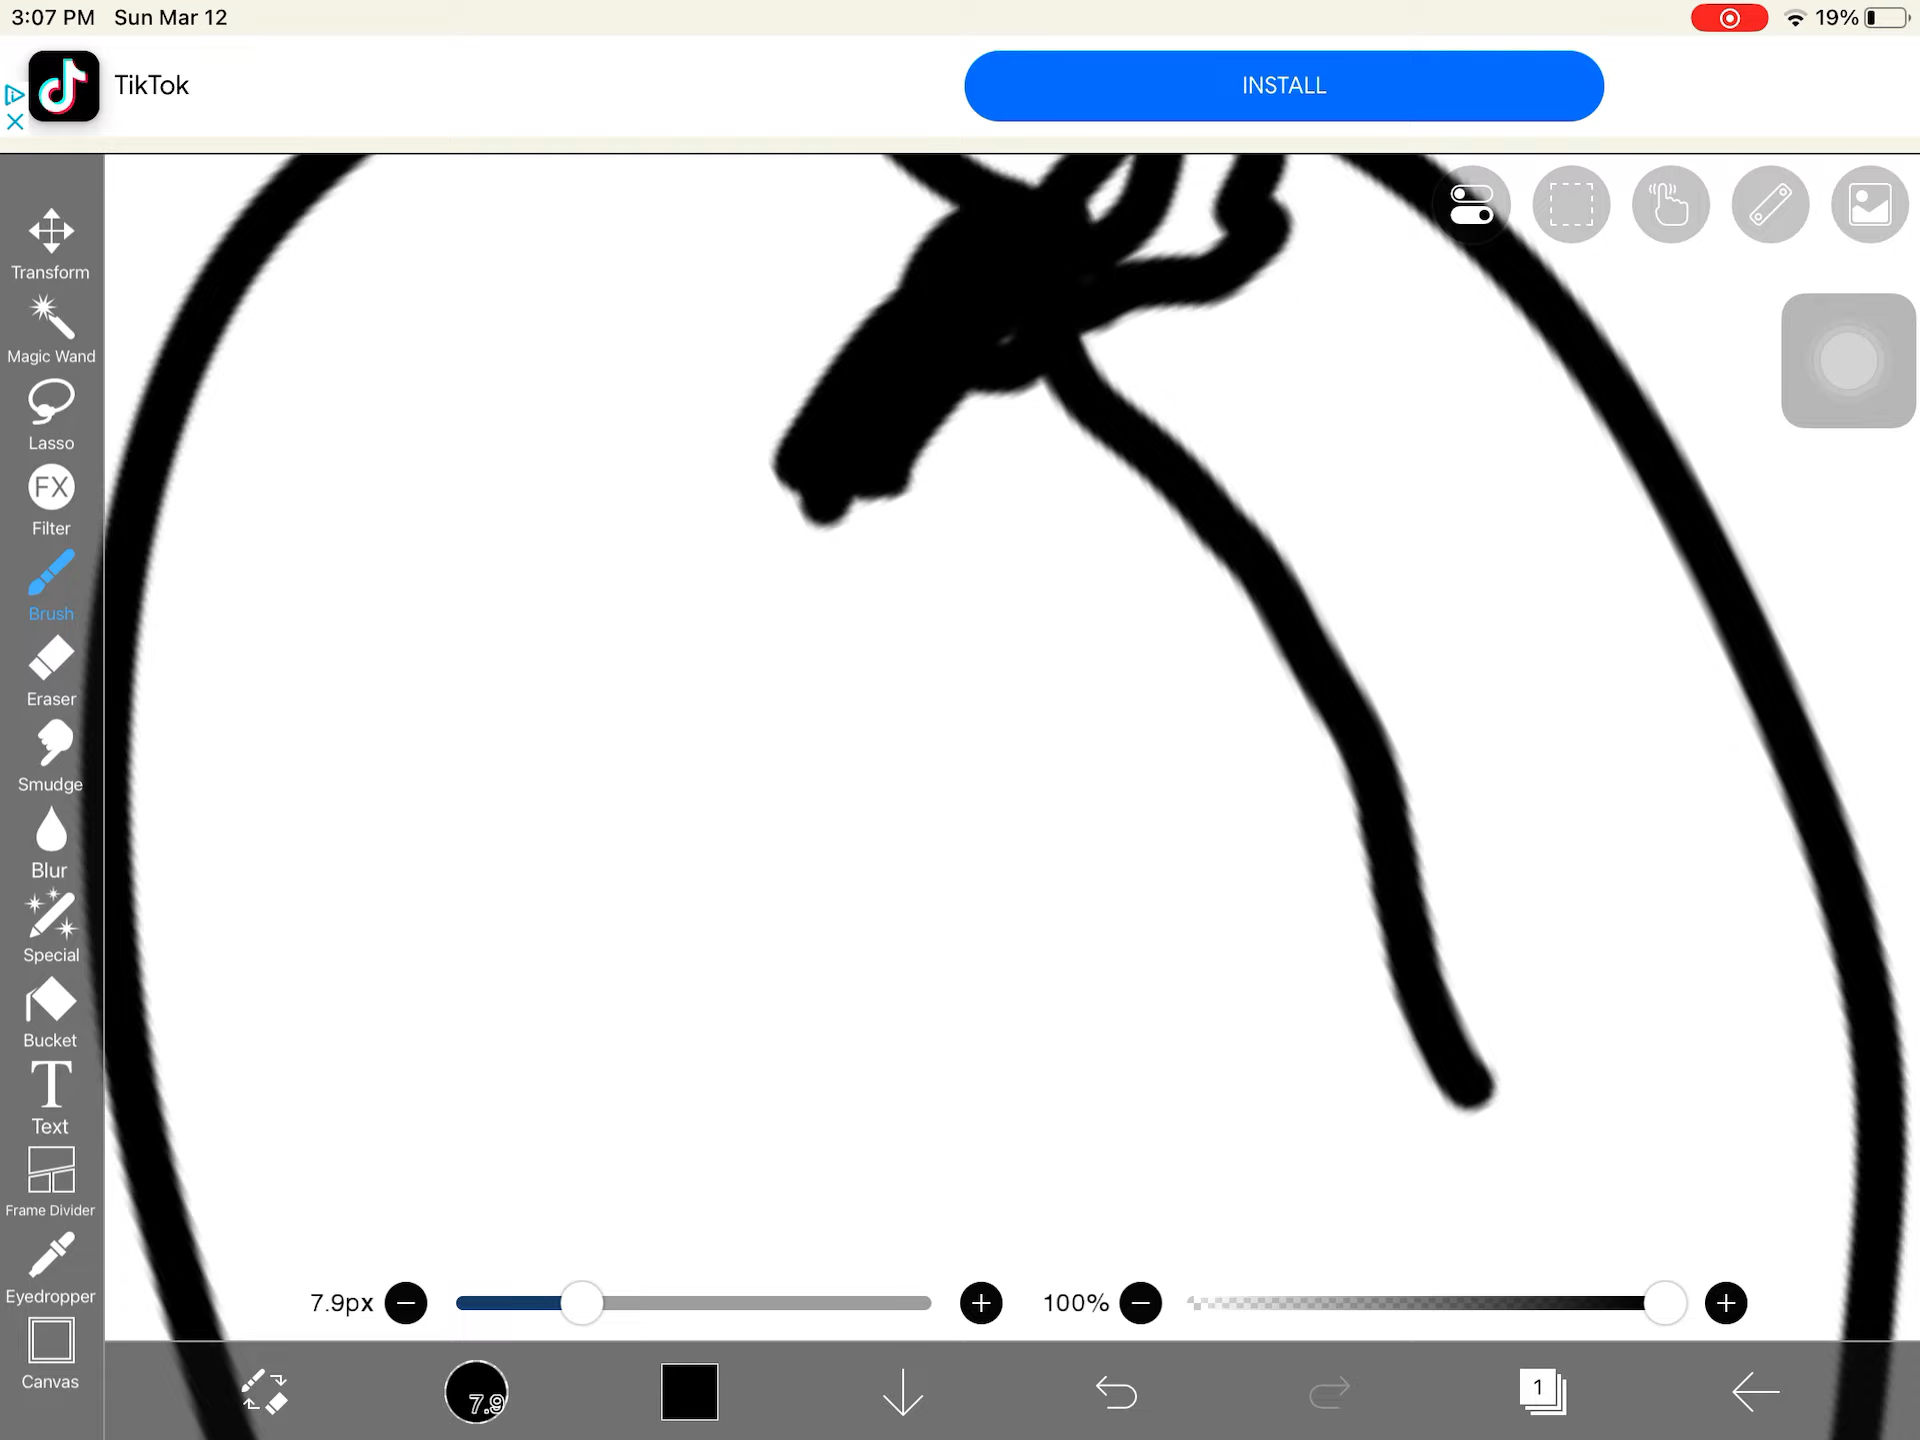 3:07 PM Sun Mar 12 19%
TikTok INSTALL
Transform
Magic Wand
Lasso
FX
Filter
Brush
Eraser
Smudge
Blur
Special
Bucket
T
Text
Frame Divider
Eyedropper
Canvas
7.9px 100%
7.9 1